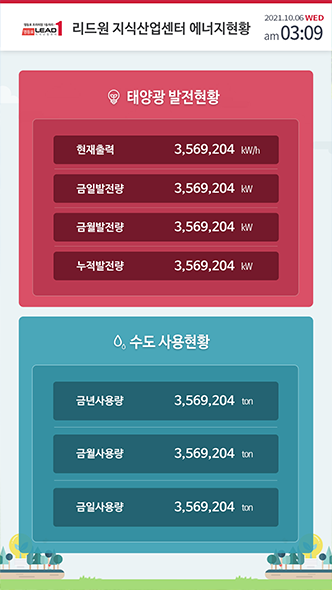 LEAD 1
리드원 지식산업센터 에너지현황
2021.10.06 WED
am 03:09
태양광 발전현황
현재출력 3,569,204 kW/h
금일발전량 3,569,204 kW
금월발전량 3,569,204 kW
누적발전량 3,569,204 kW
수도 사용현황
금년사용량 3,569,204 ton
금월사용량 3,569,204 ton
금일사용량 3,569,204 ton